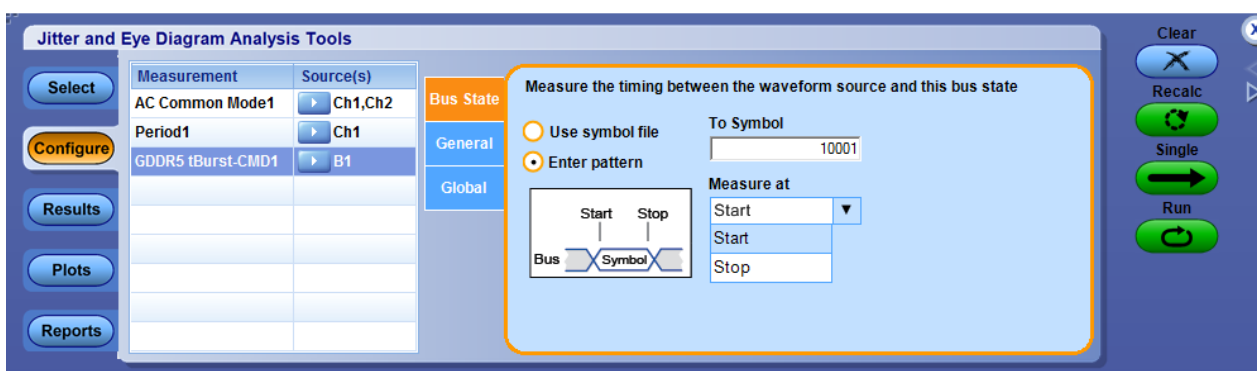 Jitter and Eye Diagram Analysis Tools
Select
Configure
Results
Plots
Reports
Measurement Source(s)
AC Common Mode1 Ch1,Ch2
Period1 Ch1
GDDR5 tBurst-CMD1 B1
Bus State
General
Global
Measure the timing between the waveform source and this bus state
Use symbol file
Enter pattern
To Symbol
10001
Measure at
Start
Start
Stop
Start Stop
Bus Symbol
Clear
Recalc
Single
Run